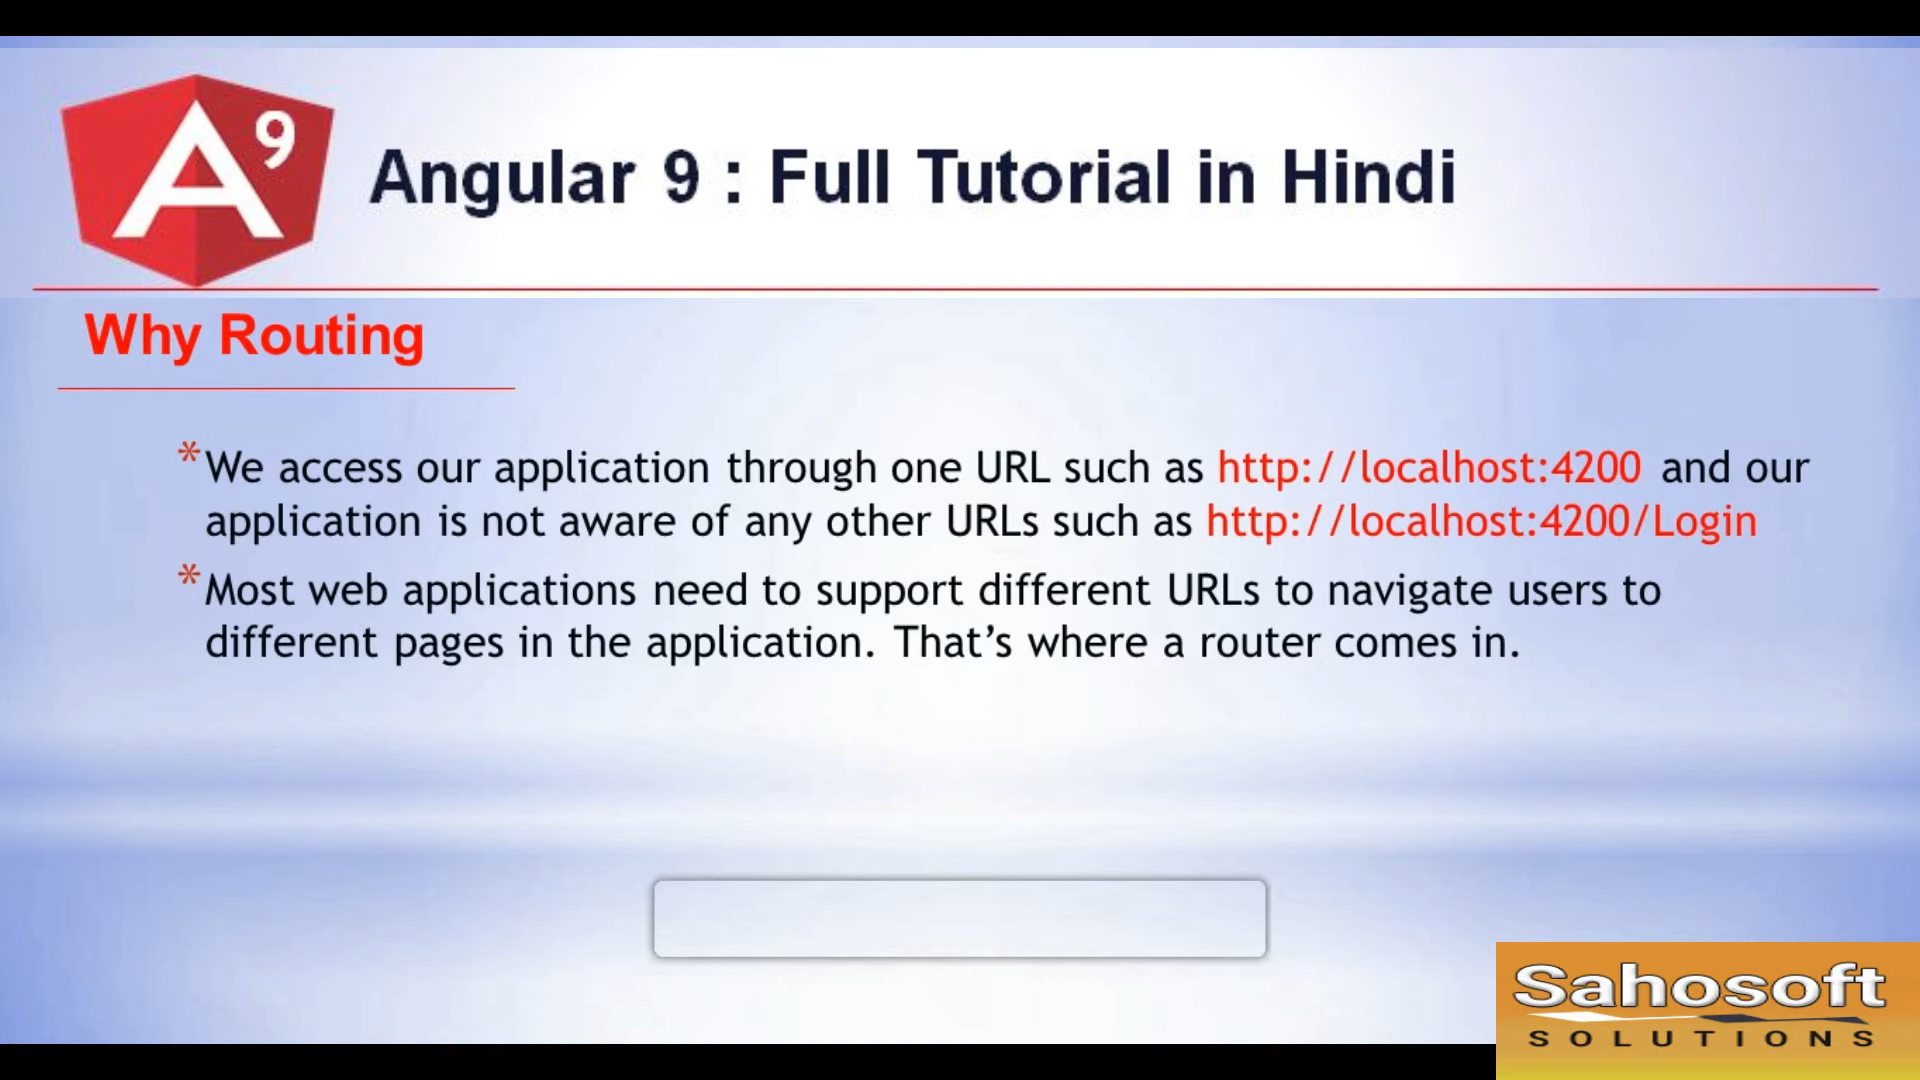 A9
Angular 9 : Full Tutorial in Hindi
Why Routing
*We access our application through one URL such as http://localhost:4200 and our
application is not aware of any other URLs such as http://localhost:4200/Login
*Most web applications need to support different URLs to navigate users to
different pages in the application. That’s where a router comes in.
Sahosoft
SOLUTIONS